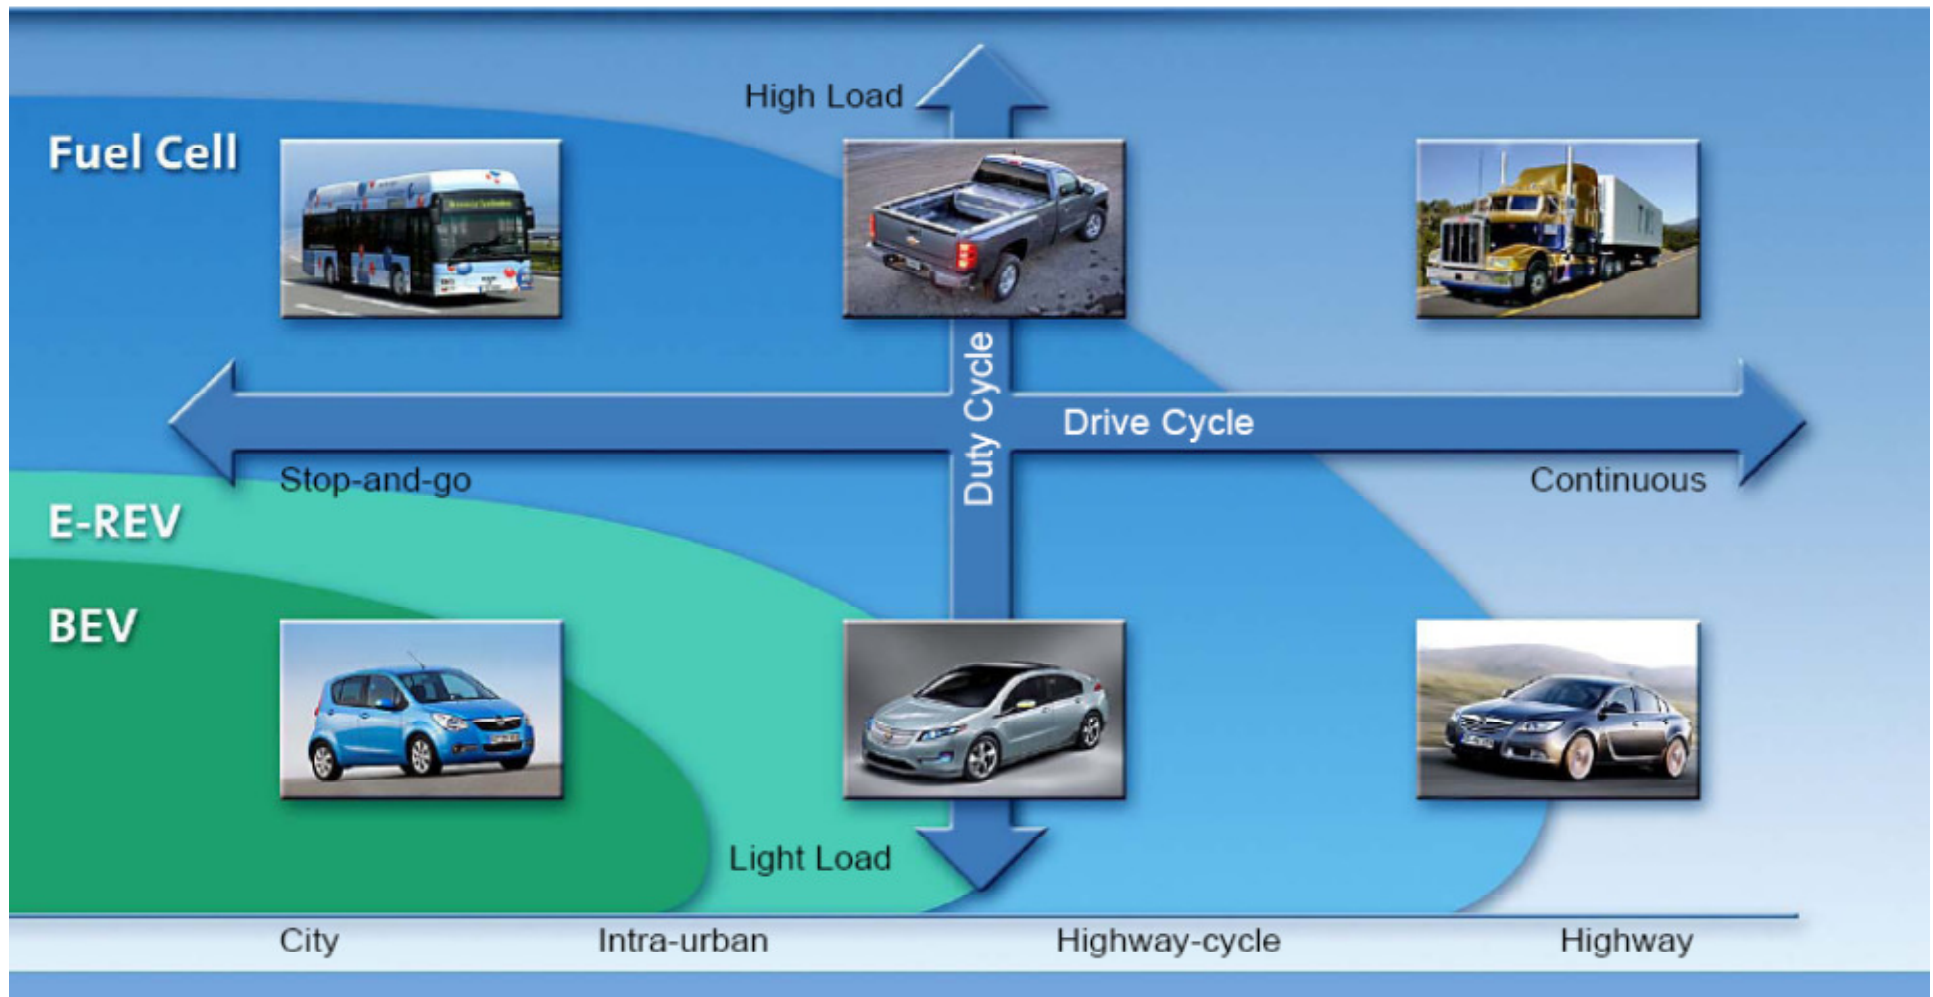 High Load
Fuel Cell
Duty Cycle
Drive Cycle
Stop-and-go
Continuous
E-REV
BEV
Light Load
City
Intra-urban
Highway-cycle
Highway